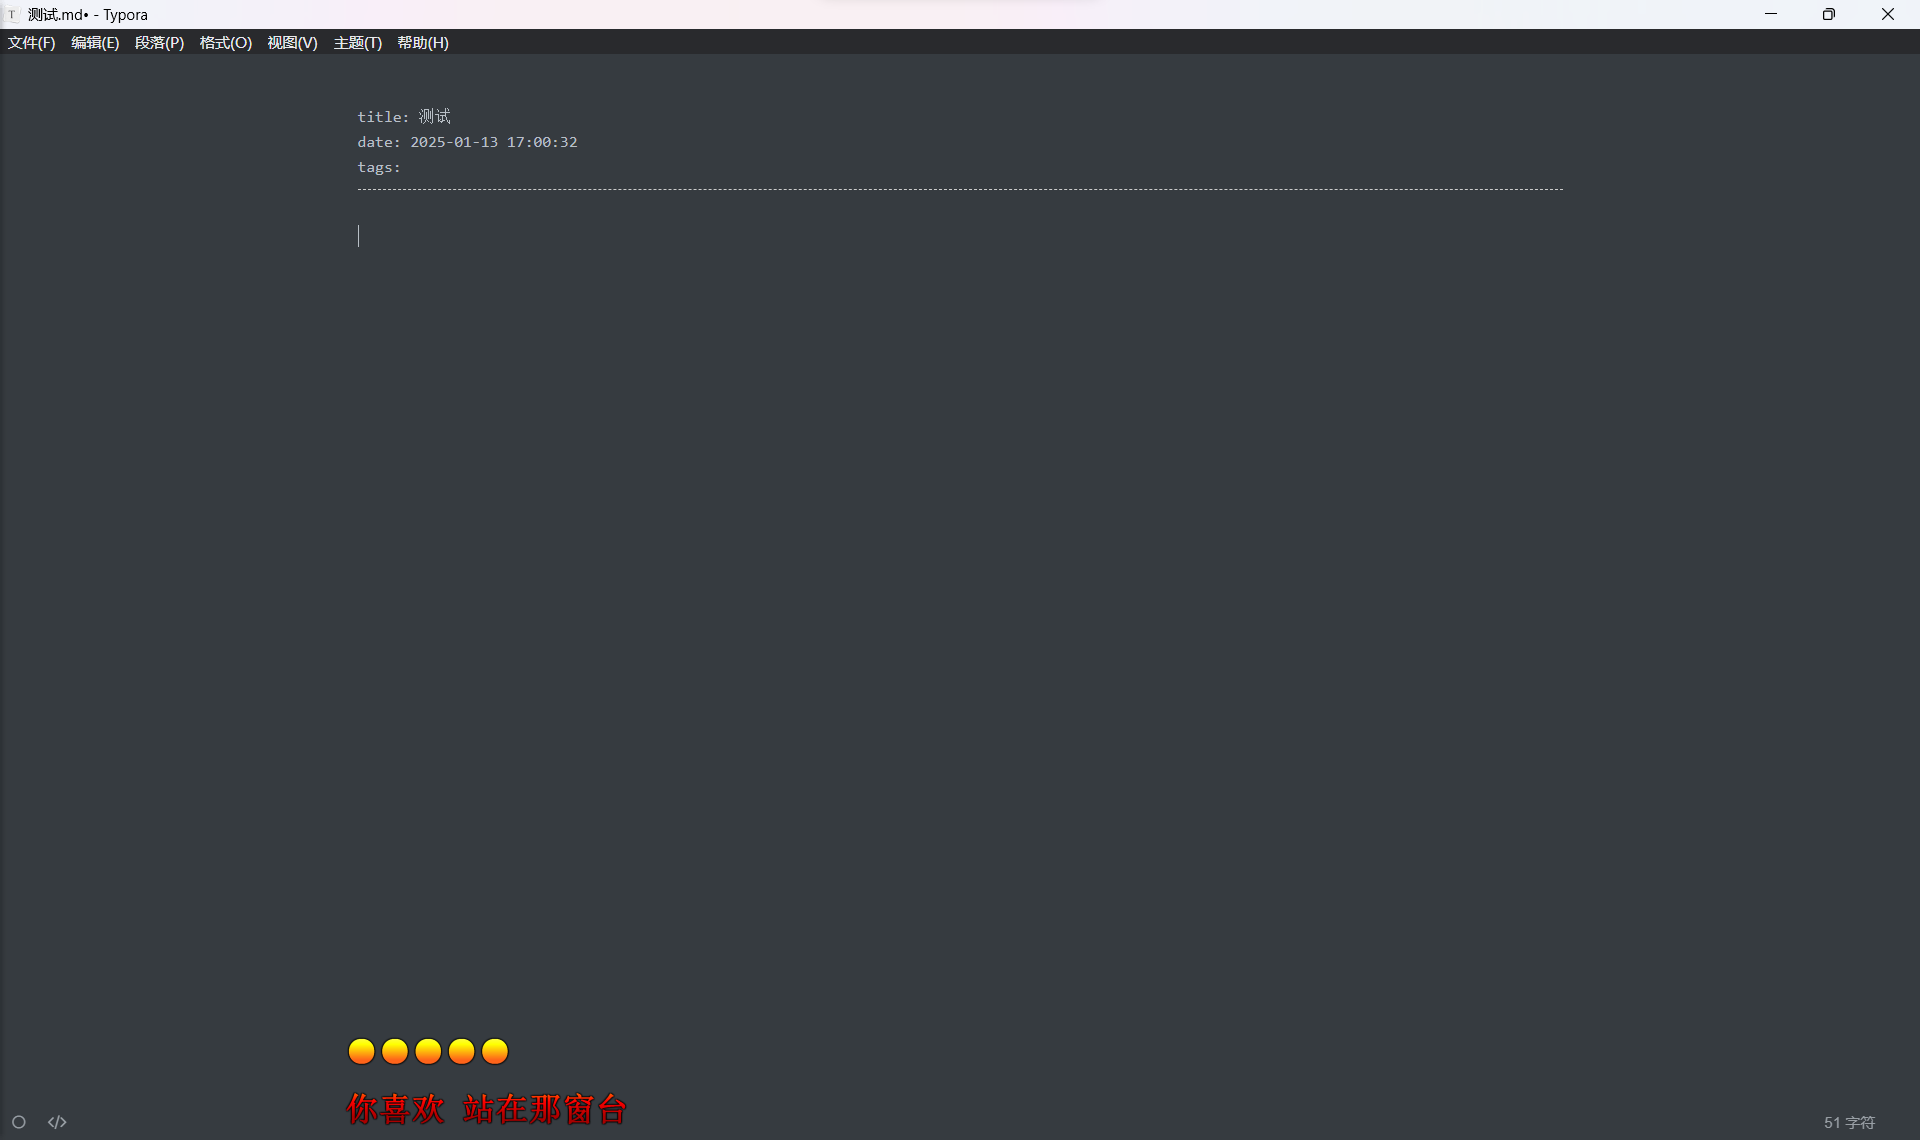 测试.md• - Typora
文件(F) 编辑(E) 段落(P) 格式(O) 视图(V) 主题(T) 帮助(H)
title: 测试
date: 2025-01-13 17:00:32
tags:
你喜欢 站在那窗台
</> 51 字符